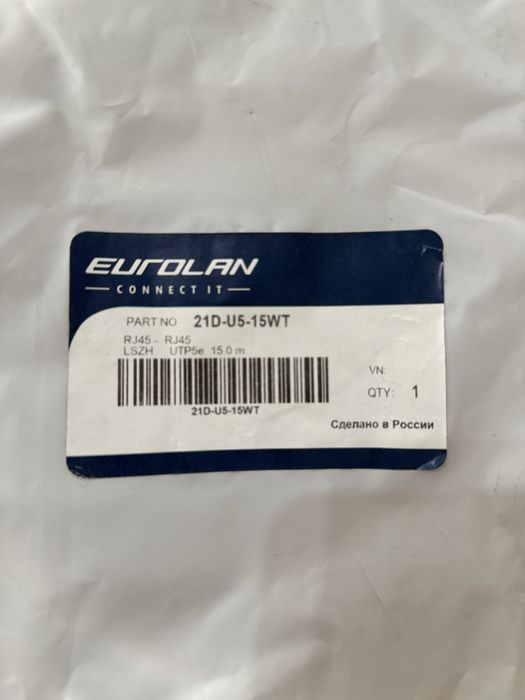 EUROLAN
CONNECT IT
PART NO 21D-U5-15WT
RJ45 - RJ45
LSZH UTP5e 15.0 m
21D-U5-15WT
VN:
QTY: 1
Сделано в России